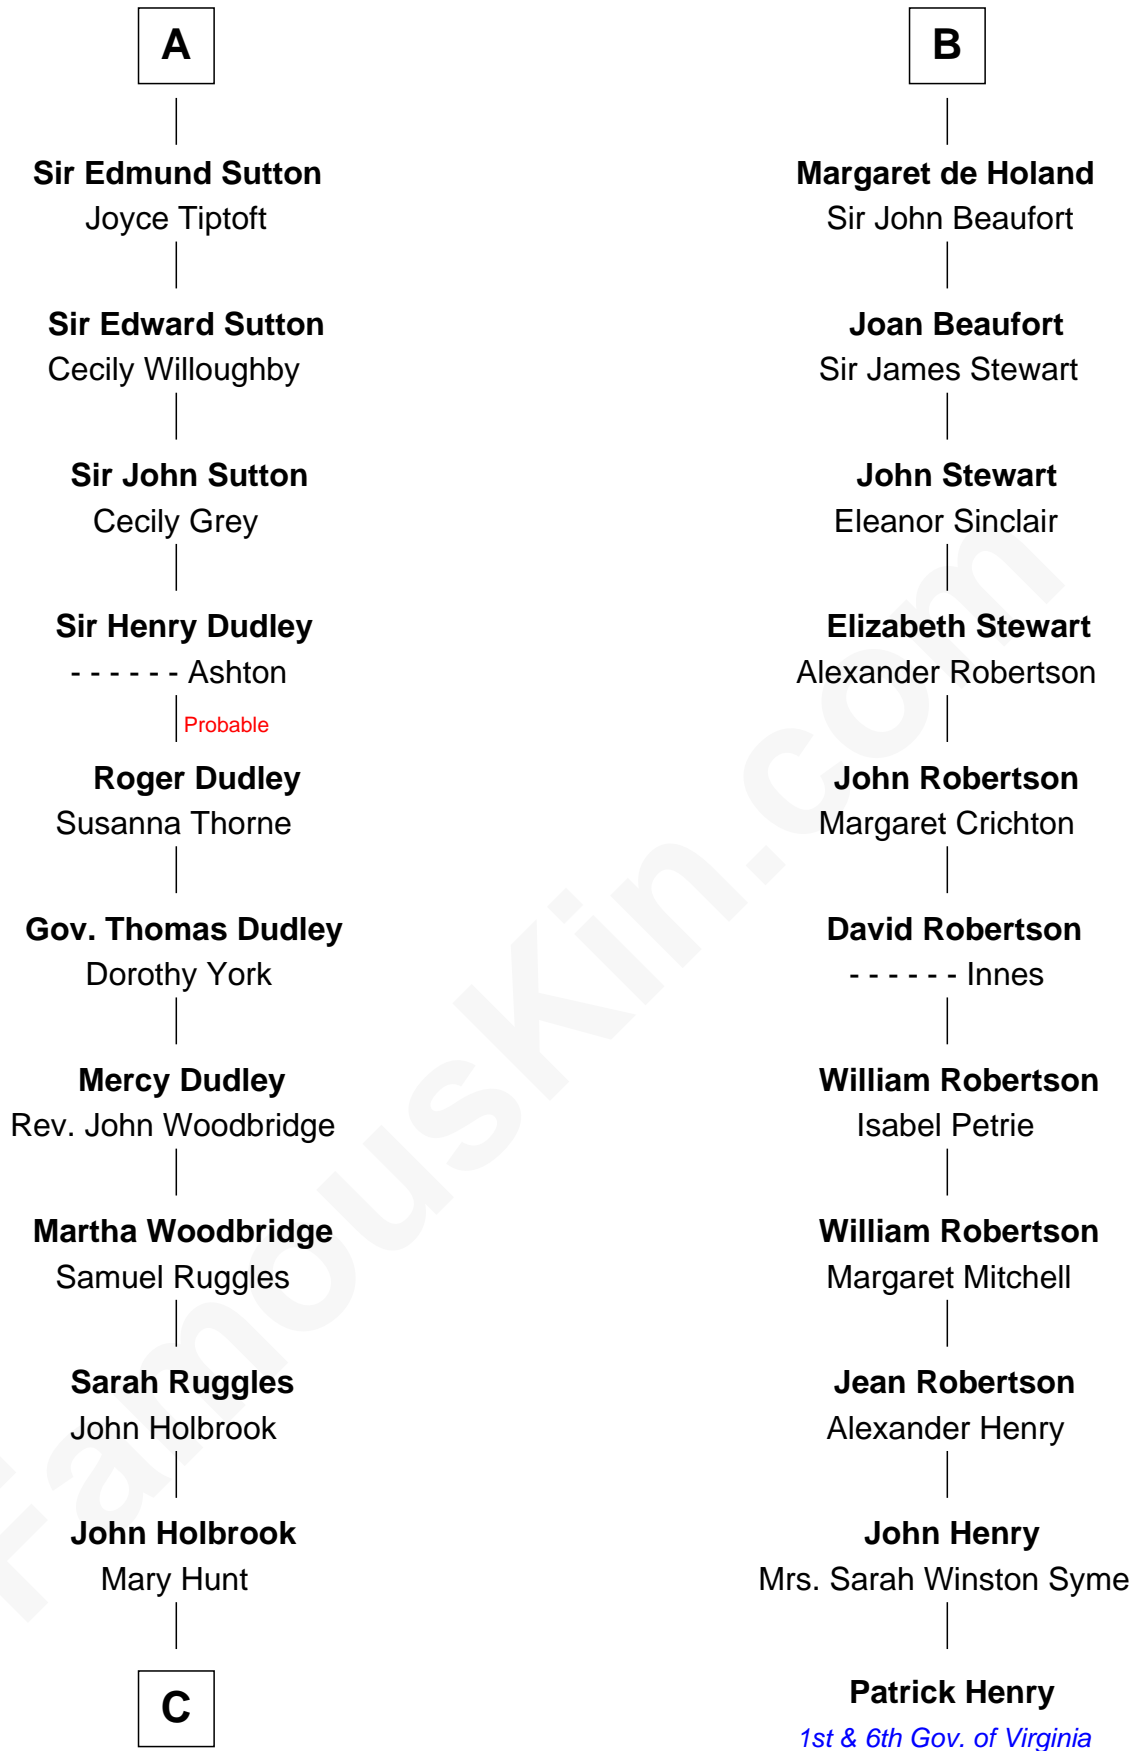 A
Sir Edmund Sutton
Joyce Tiptoft
Sir Edward Sutton
Cecily Willoughby
Sir John Sutton
Cecily Grey
Sir Henry Dudley
- - - - - - Ashton
Probable
Roger Dudley
Susanna Thorne
Gov. Thomas Dudley
Dorothy York
Mercy Dudley
Rev. John Woodbridge
Martha Woodbridge
Samuel Ruggles
Sarah Ruggles
John Holbrook
John Holbrook
Mary Hunt
C
B
Margaret de Holand
Sir John Beaufort
Joan Beaufort
Sir James Stewart
John Stewart
Eleanor Sinclair
Elizabeth Stewart
Alexander Robertson
John Robertson
Margaret Crichton
David Robertson
- - - - - - Innes
William Robertson
Isabel Petrie
William Robertson
Margaret Mitchell
Jean Robertson
Alexander Henry
John Henry
Mrs. Sarah Winston Syme
Patrick Henry
1st & 6th Gov. of Virginia
FamousKin.com